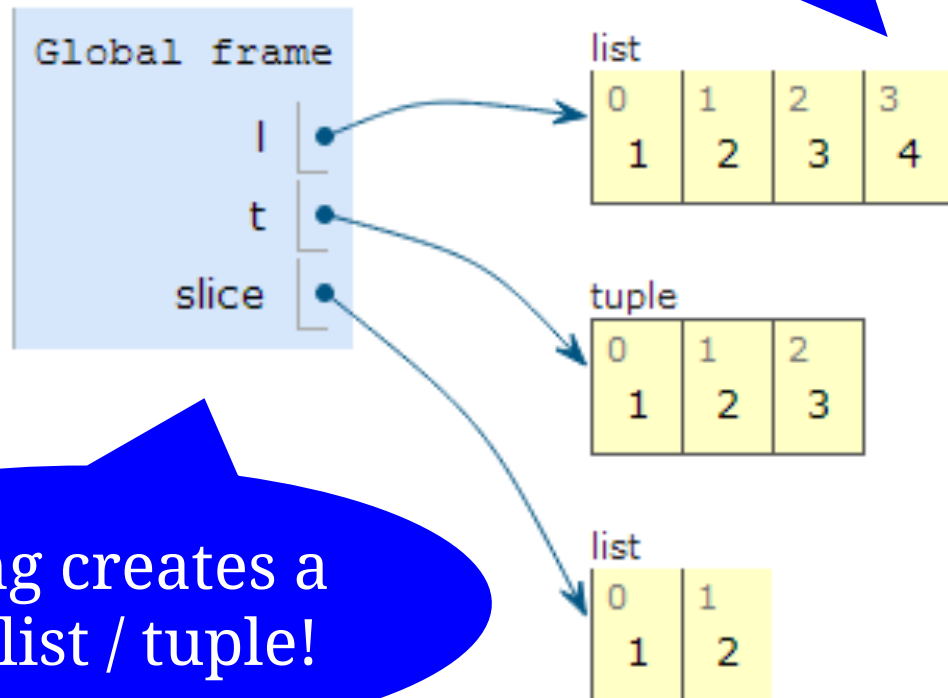 Global frame
l
t
slice
list
0 1 2 3
1 2 3 4
tuple
0 1 2
1 2 3
list
0 1
1 2
creates a
list / tuple!